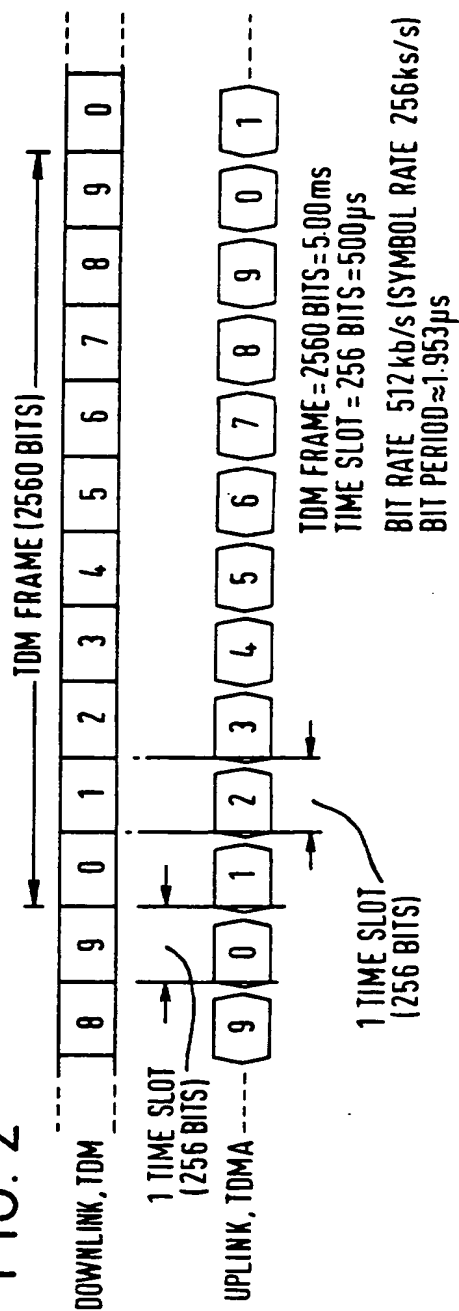 FIG. 2
TDM FRAME (2560 BITS)
DOWNLINK, TDM
8 9 0 1 2 3 4 5 6 7 8 9 0
1 TIME SLOT
(256 BITS)
UPLINK, TDMA
9 0 1 2 3 4 5 6 7 8 9 0 1
1 TIME SLOT
(256 BITS)
TDM FRAME = 2560 BITS = 5.00ms
TIME SLOT = 256 BITS = 500µs
BIT RATE 512kb/s (SYMBOL RATE 256ks/s)
BIT PERIOD ≈ 1.953µs